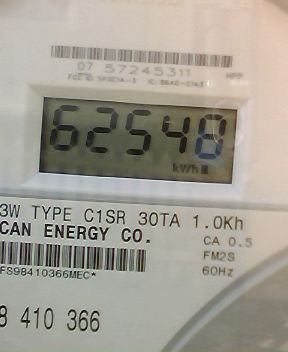 07 57245311
62548
kWh
3W TYPE C1SR 30TA 1.0Kh
CAN ENERGY CO.
CA 0.5
FM2S
60Hz
FS98410366MEC*
8 410 366